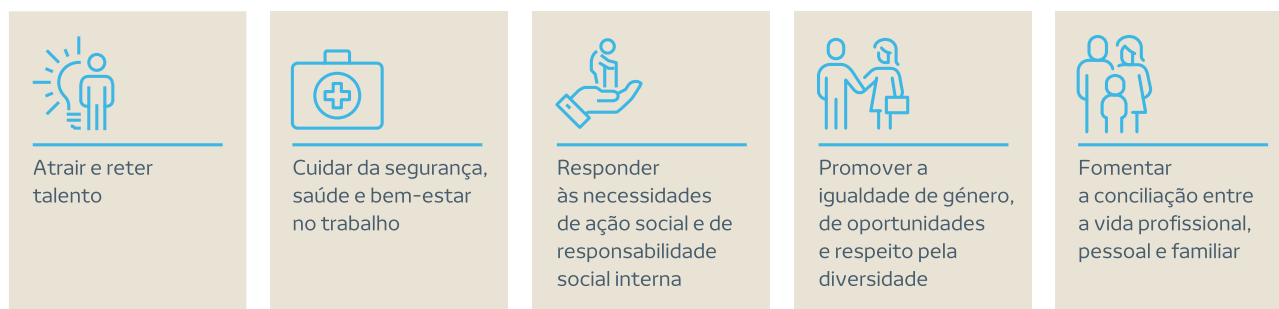 Atrair e reter
talento
Cuidar da segurança,
saúde e bem-estar
no trabalho
Responder
às necessidades
de ação social e de
responsabilidade
social interna
Promover a
igualdade de género,
de oportunidades
e respeito pela
diversidade
Fomentar
a conciliação entre
a vida profissional,
pessoal e familiar